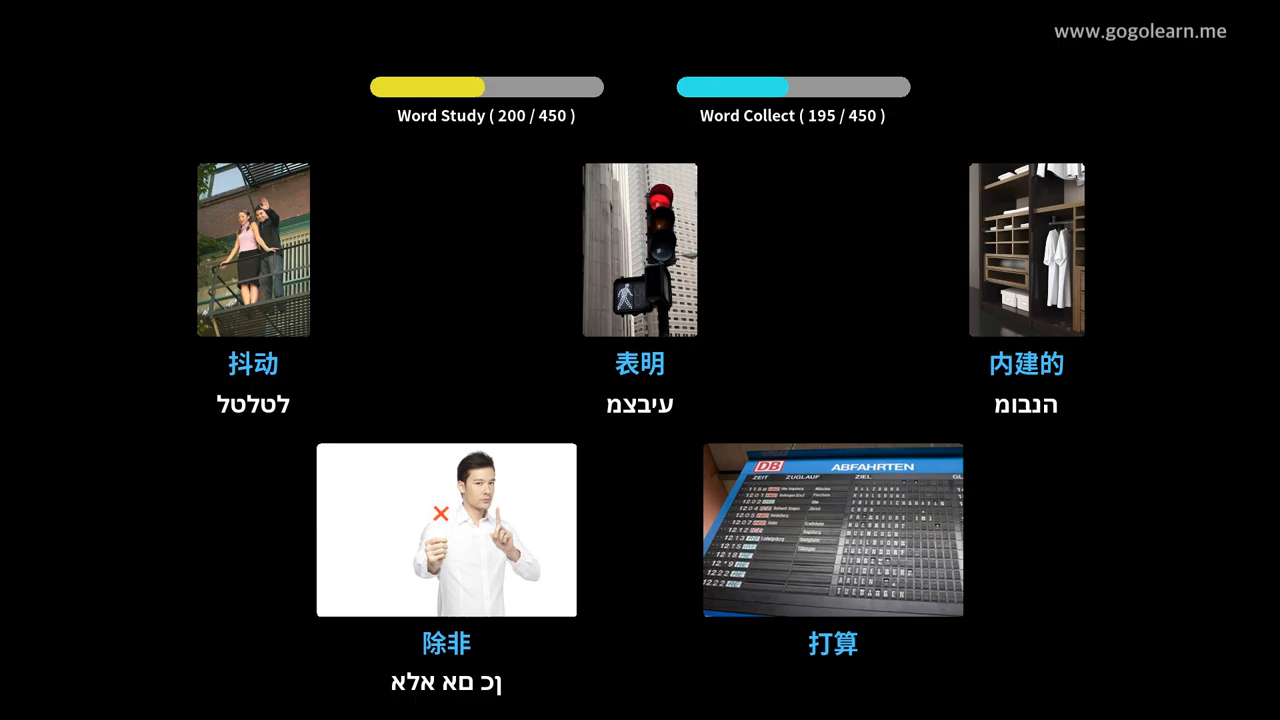 www.gogolearn.me
Word Study ( 200 / 450 )
Word Collect ( 195 / 450 )
抖动
表明
内建的
לטלטל
מצביע
מובנה
DB ABFAHRTEN
ZEIT ZUGLAUF ZIEL
除非
打算
אלא אם כן